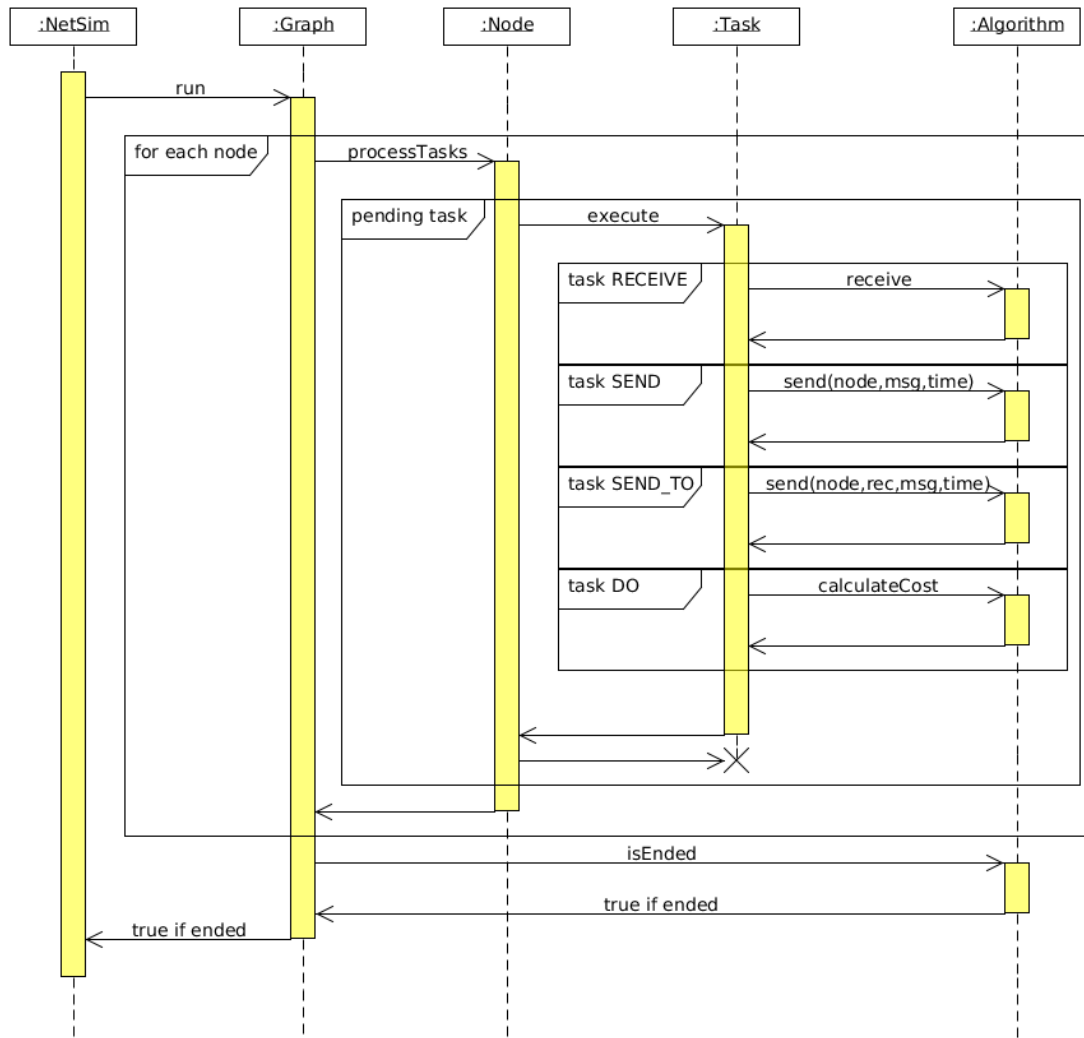 :NetSim
:Graph
:Node
:Task
:Algorithm
run
for each node
processTasks
pending task
execute
task RECEIVE
receive
task SEND
send(node,msg,time)
task SEND_TO
send(node,rec,msg,time)
task DO
calculateCost
isEnded
true if ended
true if ended